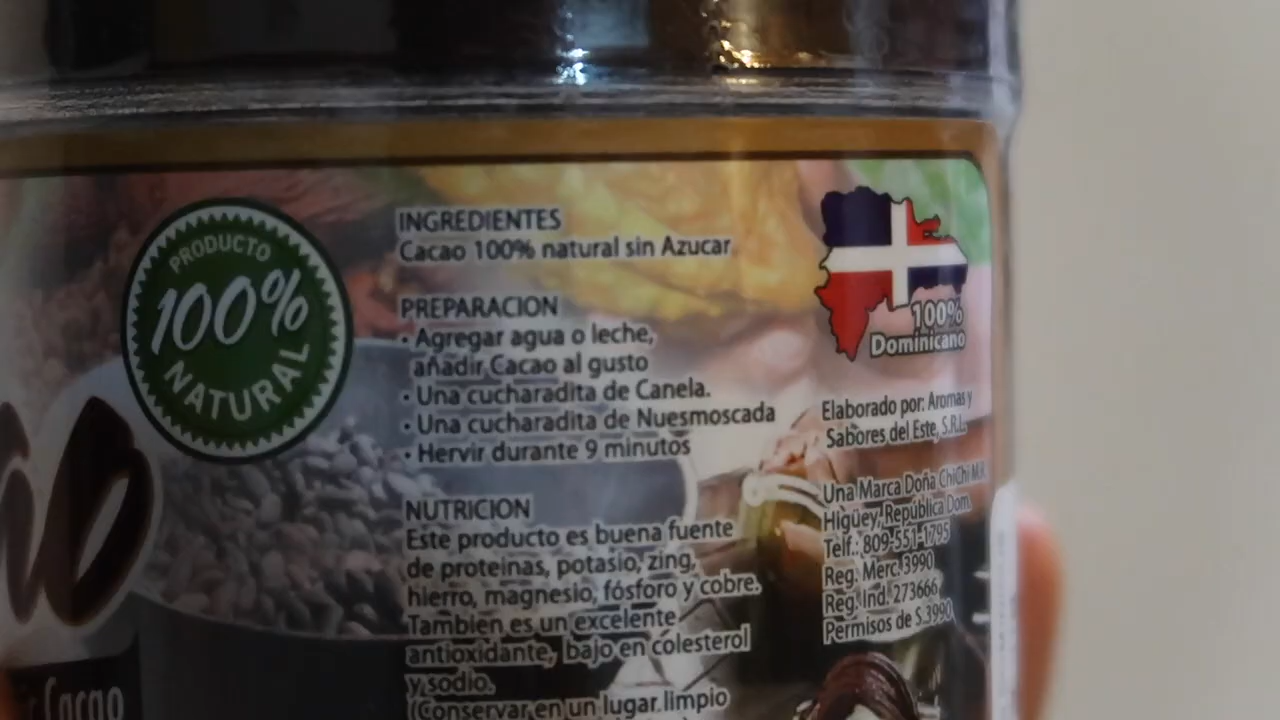 PRODUCTO
100%
NATURAL
Cacao
INGREDIENTES
Cacao 100% natural sin Azucar
PREPARACION
• Agregar agua o leche,
añadir Cacao al gusto
• Una cucharadita de Canela.
• Una cucharadita de Nuesmoscada
• Hervir durante 9 minutos
NUTRICION
Este producto es buena fuente
de proteinas, potasio, zing,
hierro, magnesio, fósforo y cobre.
Tambien es un excelente
antioxidante, bajo en colesterol
y sodio.
(Conservar en un lugar limpio
100%
Dominicano
Elaborado por: Aromas y
Sabores del Este, S.R.L.
Una Marca Doña ChiChi M.R.
Higüey, República Dom.
Telf.: 809-551-1795
Reg. Merc. 3990
Reg. Ind. 273666
Permisos de S.3990